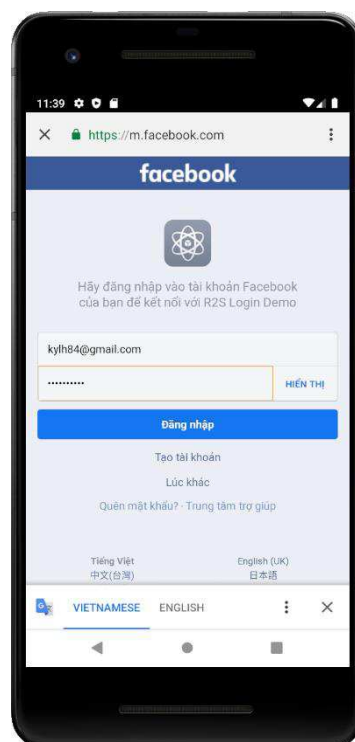 11:39
https://m.facebook.com
facebook
Hãy đăng nhập vào tài khoản Facebook
của bạn để kết nối với R2S Login Demo
kylh84@gmail.com
•••••••••• HIỂN THỊ
Đăng nhập
Tạo tài khoản
Lúc khác
Quên mật khẩu? · Trung tâm trợ giúp
Tiếng Việt English (UK)
中文(台灣) 日本語
VIETNAMESE ENGLISH